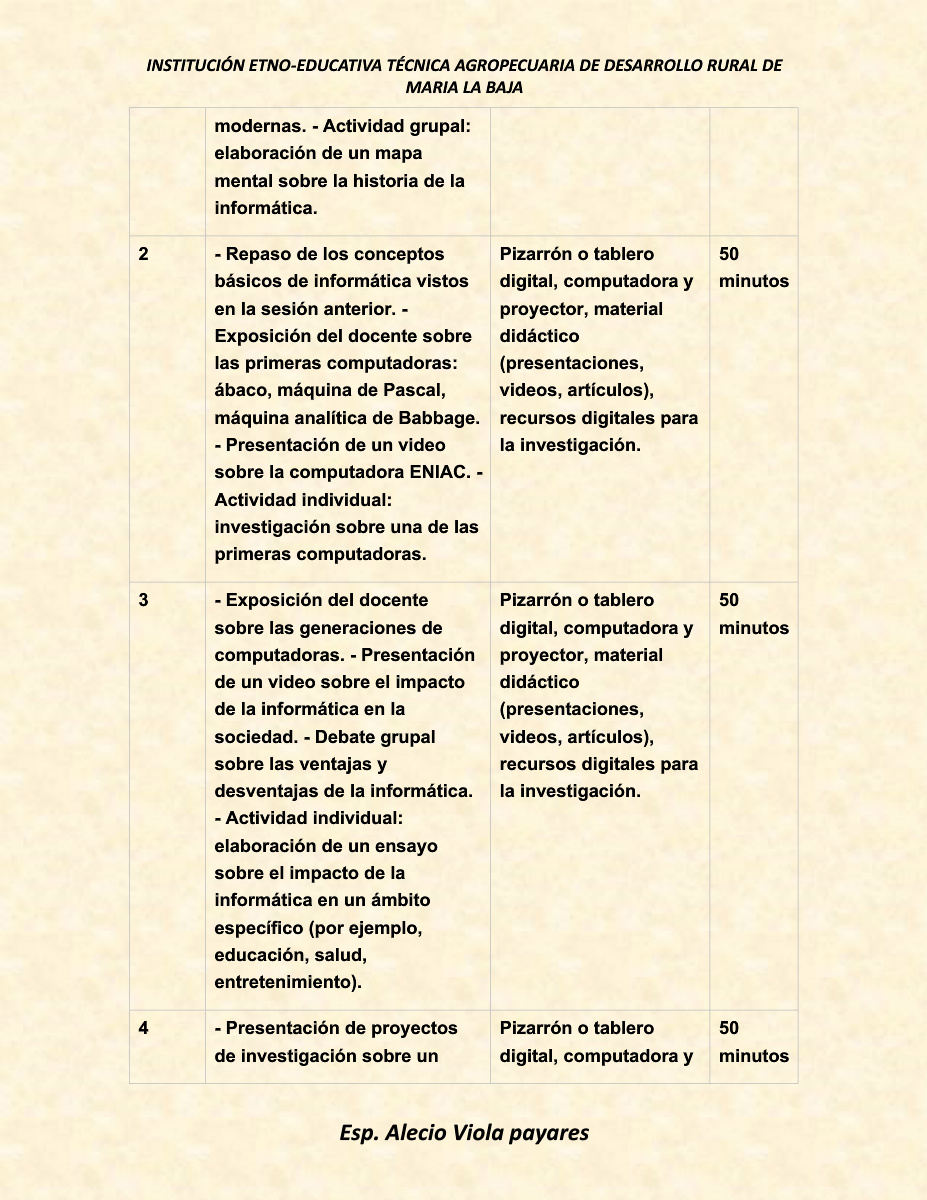 INSTITUCIÓN ETNO-EDUCATIVA TÉCNICA AGROPECUARIA DE DESARROLLO RURAL DE
MARIA LA BAJA
modernas. - Actividad grupal:
elaboración de un mapa
mental sobre la historia de la
informática.
2
- Repaso de los conceptos
básicos de informática vistos
en la sesión anterior. -
Exposición del docente sobre
las primeras computadoras:
ábaco, máquina de Pascal,
máquina analítica de Babbage.
- Presentación de un video
sobre la computadora ENIAC. -
Actividad individual:
investigación sobre una de las
primeras computadoras.
Pizarrón o tablero
digital, computadora y
proyector, material
didáctico
(presentaciones,
videos, artículos),
recursos digitales para
la investigación.
50
minutos
3
- Exposición del docente
sobre las generaciones de
computadoras. - Presentación
de un video sobre el impacto
de la informática en la
sociedad. - Debate grupal
sobre las ventajas y
desventajas de la informática.
- Actividad individual:
elaboración de un ensayo
sobre el impacto de la
informática en un ámbito
específico (por ejemplo,
educación, salud,
entretenimiento).
Pizarrón o tablero
digital, computadora y
proyector, material
didáctico
(presentaciones,
videos, artículos),
recursos digitales para
la investigación.
50
minutos
4
- Presentación de proyectos
de investigación sobre un
Pizarrón o tablero
digital, computadora y
50
minutos
Esp. Alecio Viola payares